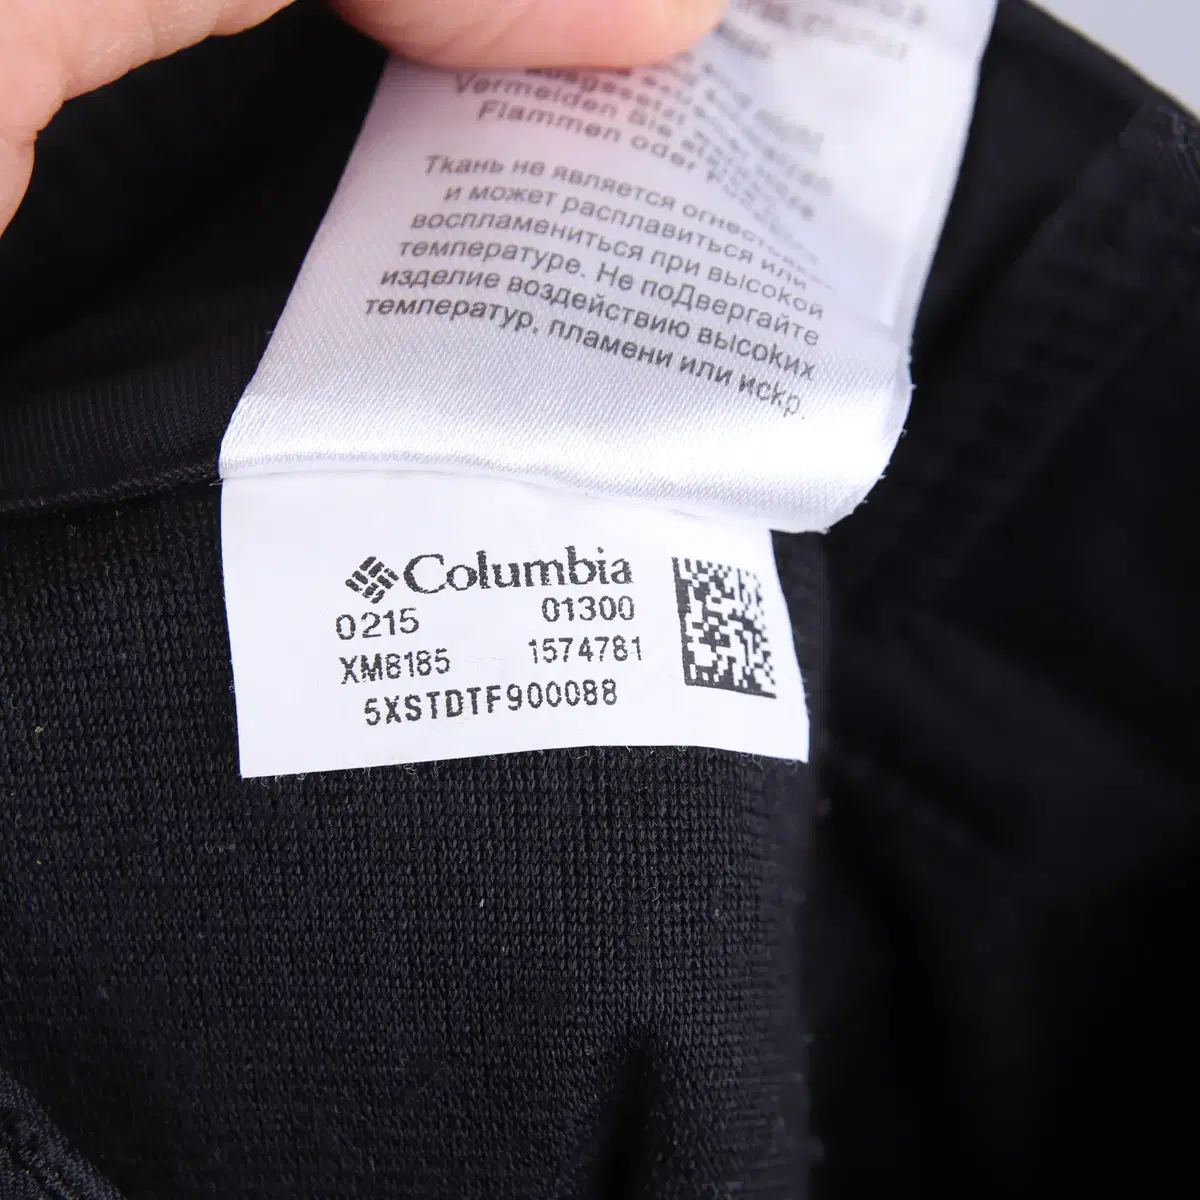 Vermeiden Sie
Flammen oder
Ткань не является
и может расплавиться или
воспламениться при высокой
температуре. Не подвергайте
изделие воздействию высоких
температур, пламени или искр.
Columbia
0215 01300
XM8185 1574781
5XSTDTF900088